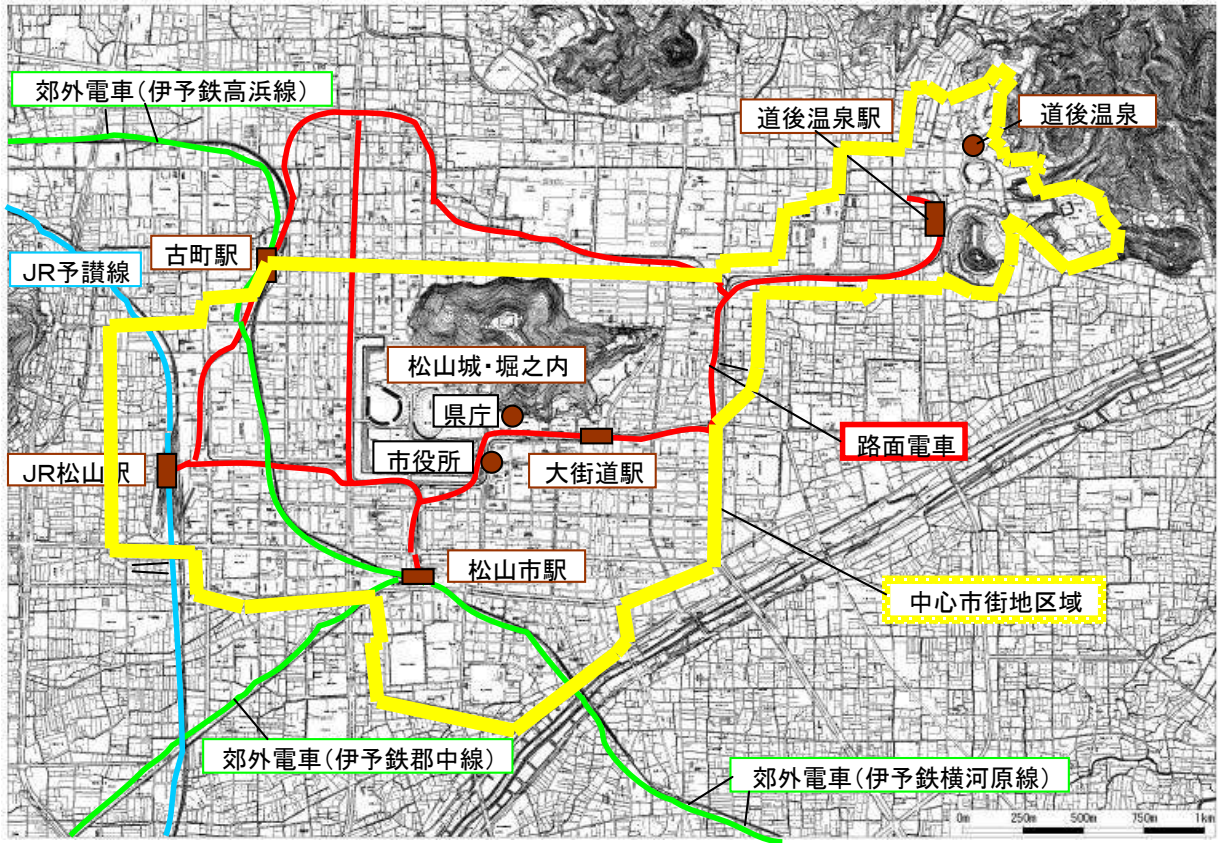 郊外電車(伊予鉄高浜線)
道後温泉駅
道後温泉
古町駅
JR予讃線
松山城・堀之内
県庁
路面電車
市役所
大街道駅
JR松山駅
松山市駅
中心市街地区域
郊外電車(伊予鉄郡中線)
郊外電車(伊予鉄横河原線)
0m 250m 500m 750m 1km